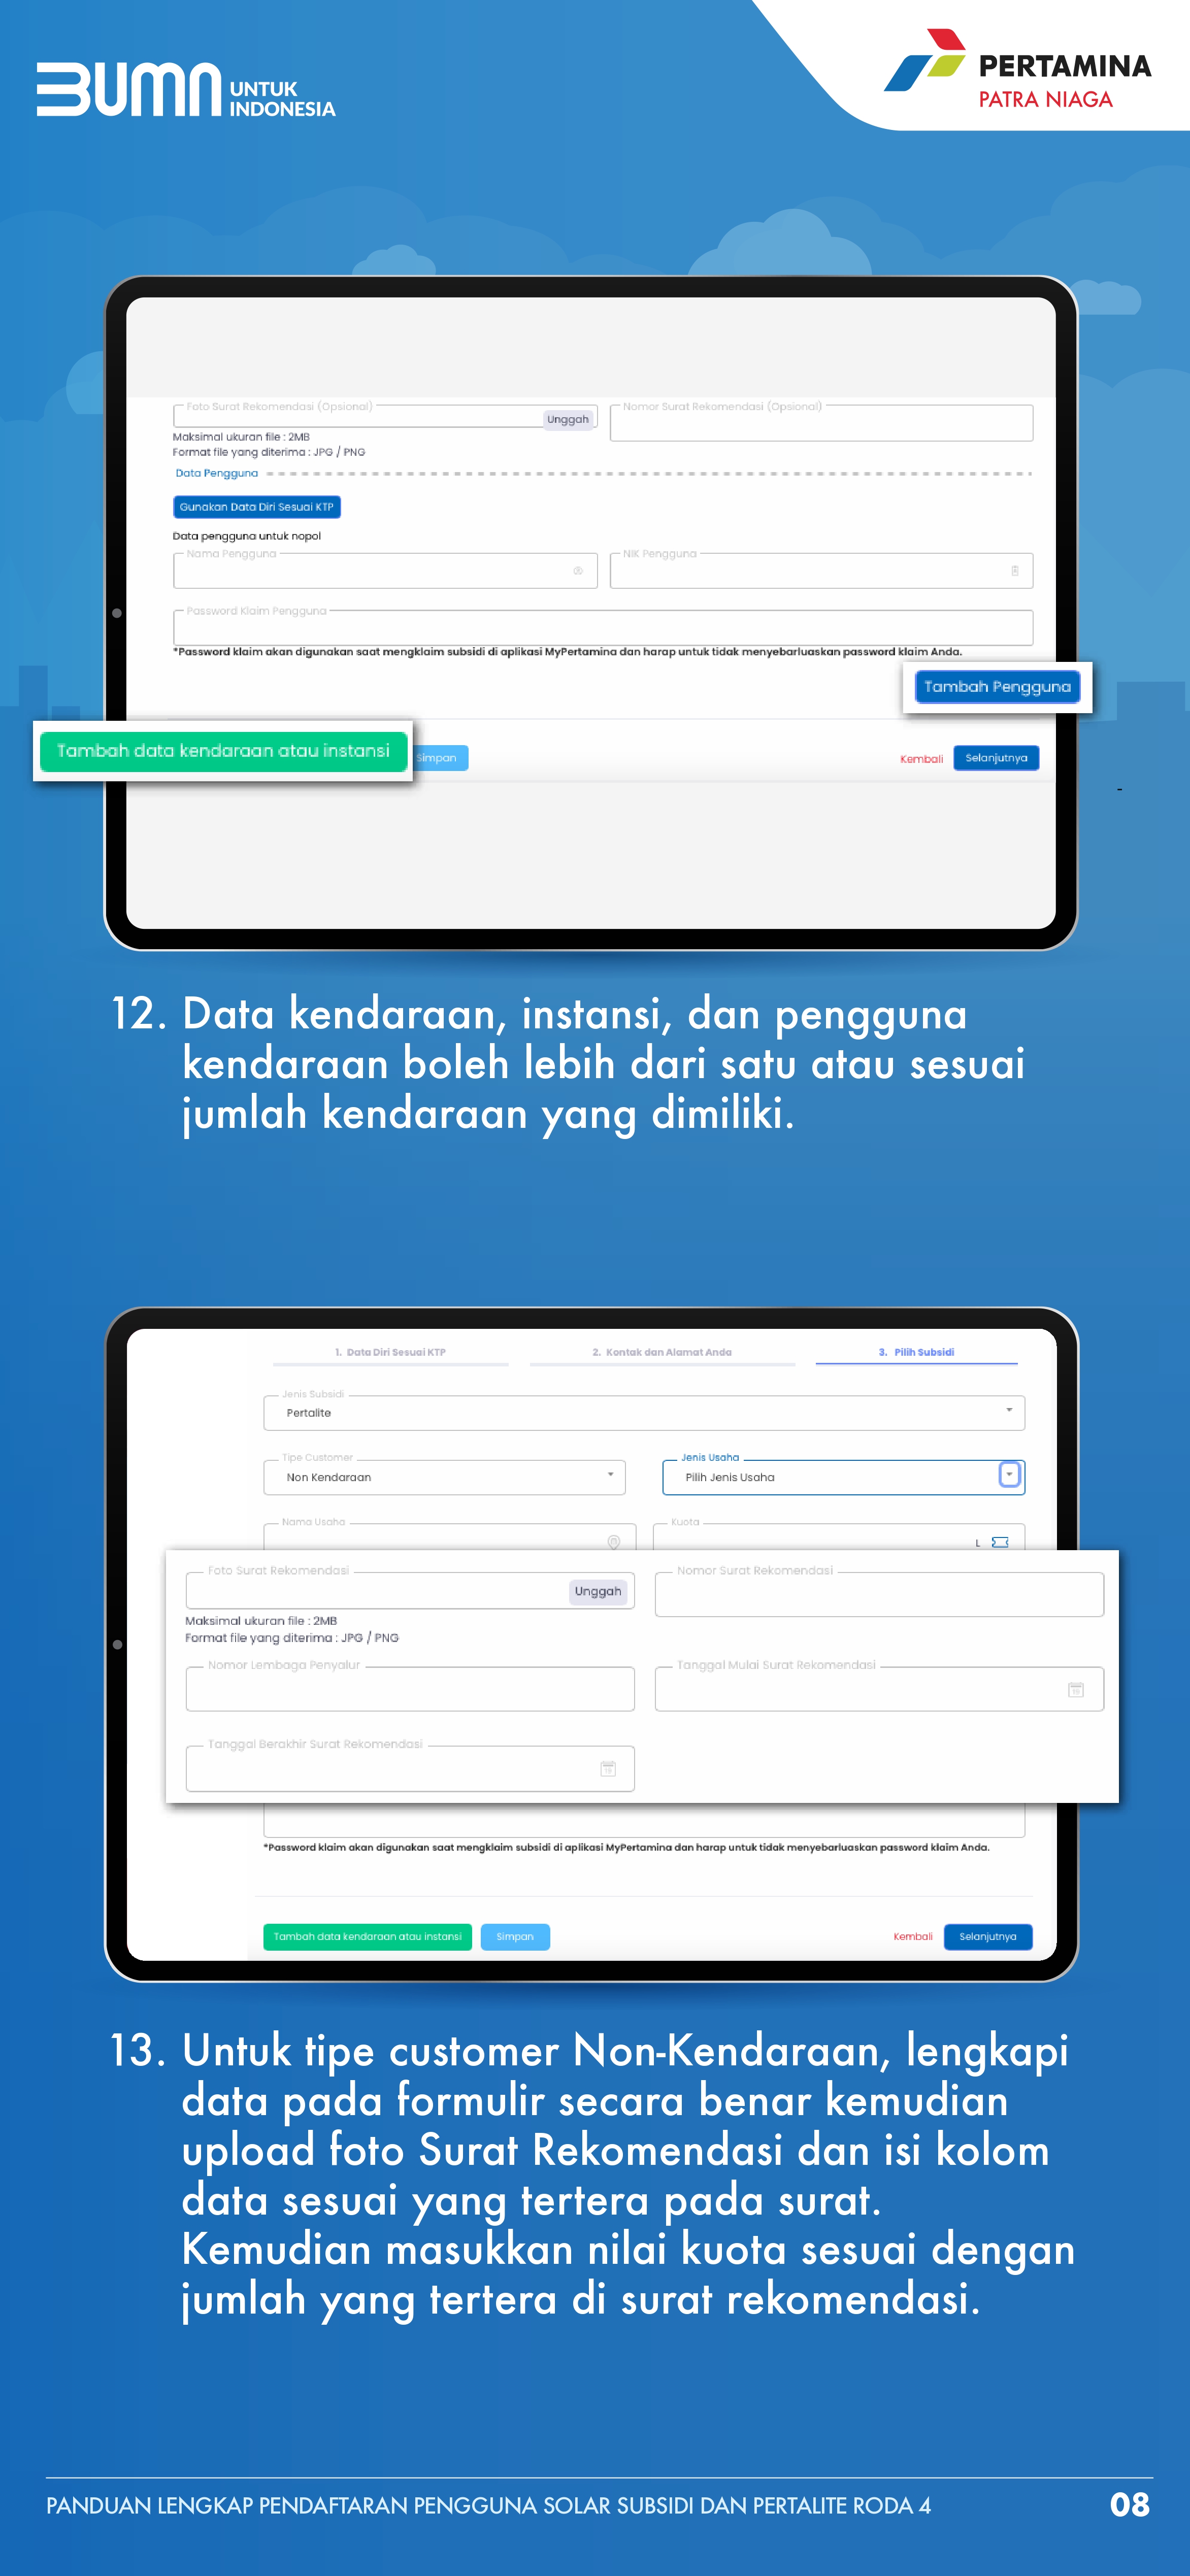 BUMN UNTUK
INDONESIA
PERTAMINA
PATRA NIAGA
Foto Surat Rekomendasi (Opsional)
Unggah
Nomor Surat Rekomendasi (Opsional)
Maksimal ukuran file : 2MB
Format file yang diterima : JPG / PNG
Data Pengguna
Gunakan Data Diri Sesuai KTP
Data pengguna untuk nopol
Nama Pengguna
NIK Pengguna
Password Klaim Pengguna
*Password klaim akan digunakan saat mengklaim subsidi di aplikasi MyPertamina dan harap untuk tidak menyebarluaskan password klaim Anda.
Tambah Pengguna
Tambah data kendaraan atau instansi
Simpan
Kembali
Selanjutnya
-
12. Data kendaraan, instansi, dan pengguna
kendaraan boleh lebih dari satu atau sesuai
jumlah kendaraan yang dimiliki.
1. Data Diri Sesuai KTP
2. Kontak dan Alamat Anda
3. Pilih Subsidi
Jenis Subsidi
Pertalite
Tipe Customer
Non Kendaraan
Jenis Usaha
Pilih Jenis Usaha
Nama Usaha
Kuota
L
Foto Surat Rekomendasi
Unggah
Nomor Surat Rekomendasi
Maksimal ukuran file : 2MB
Format file yang diterima : JPG / PNG
Nomor Lembaga Penyalur
Tanggal Mulai Surat Rekomendasi
19
Tanggal Berakhir Surat Rekomendasi
19
*Password klaim akan digunakan saat mengklaim subsidi di aplikasi MyPertamina dan harap untuk tidak menyebarluaskan password klaim Anda.
Tambah data kendaraan atau instansi
Simpan
Kembali
Selanjutnya
13. Untuk tipe customer Non-Kendaraan, lengkapi
data pada formulir secara benar kemudian
upload foto Surat Rekomendasi dan isi kolom
data sesuai yang tertera pada surat.
Kemudian masukkan nilai kuota sesuai dengan
jumlah yang tertera di surat rekomendasi.
PANDUAN LENGKAP PENDAFTARAN PENGGUNA SOLAR SUBSIDI DAN PERTALITE RODA 4
08